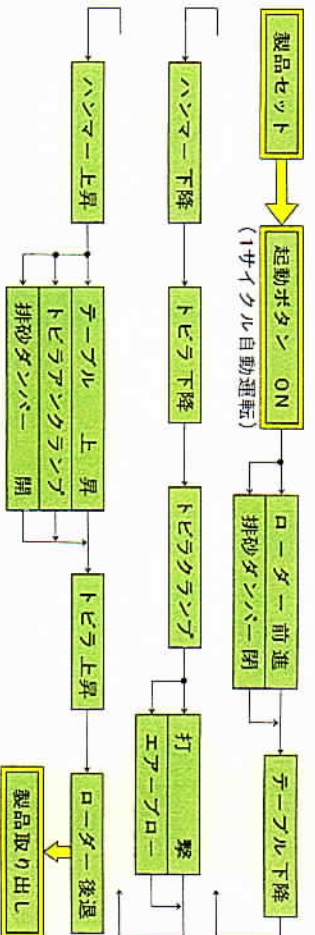 製品セット
起動ボタン ON
(1サイクル自動運転)
ローダー前進
排砂ダンパー閉
テーブル下降
ハンマー下降
トビラ下降
トビラクランプ
打 撃
エアーブロー
ハンマー上昇
テーブル 上 昇
トビラアンクランプ
排砂ダンパー 開
トビラ上昇
ローダー後退
製品取り出し